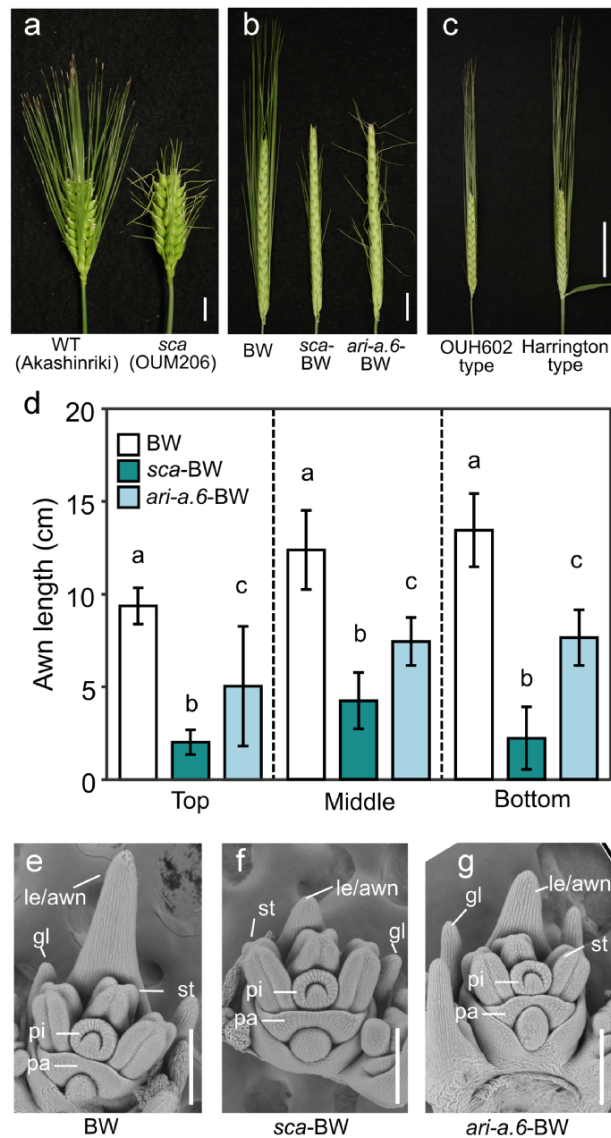 a
b
c
WT
(Akashinriki)
sca
(OUM206)
BW
sca-
BW
ari-a.6-
BW
OUH602
type
Harrington
type
d
20
15
10
5
0
Awn length (cm)
BW
sca-BW
ari-a.6-BW
a
b
c
a
b
c
a
b
c
Top
Middle
Bottom
e
le/awn
gl
st
pi
pa
BW
f
le/awn
st
gl
pi
pa
sca-BW
g
le/awn
gl
st
pi
pa
ari-a.6-BW